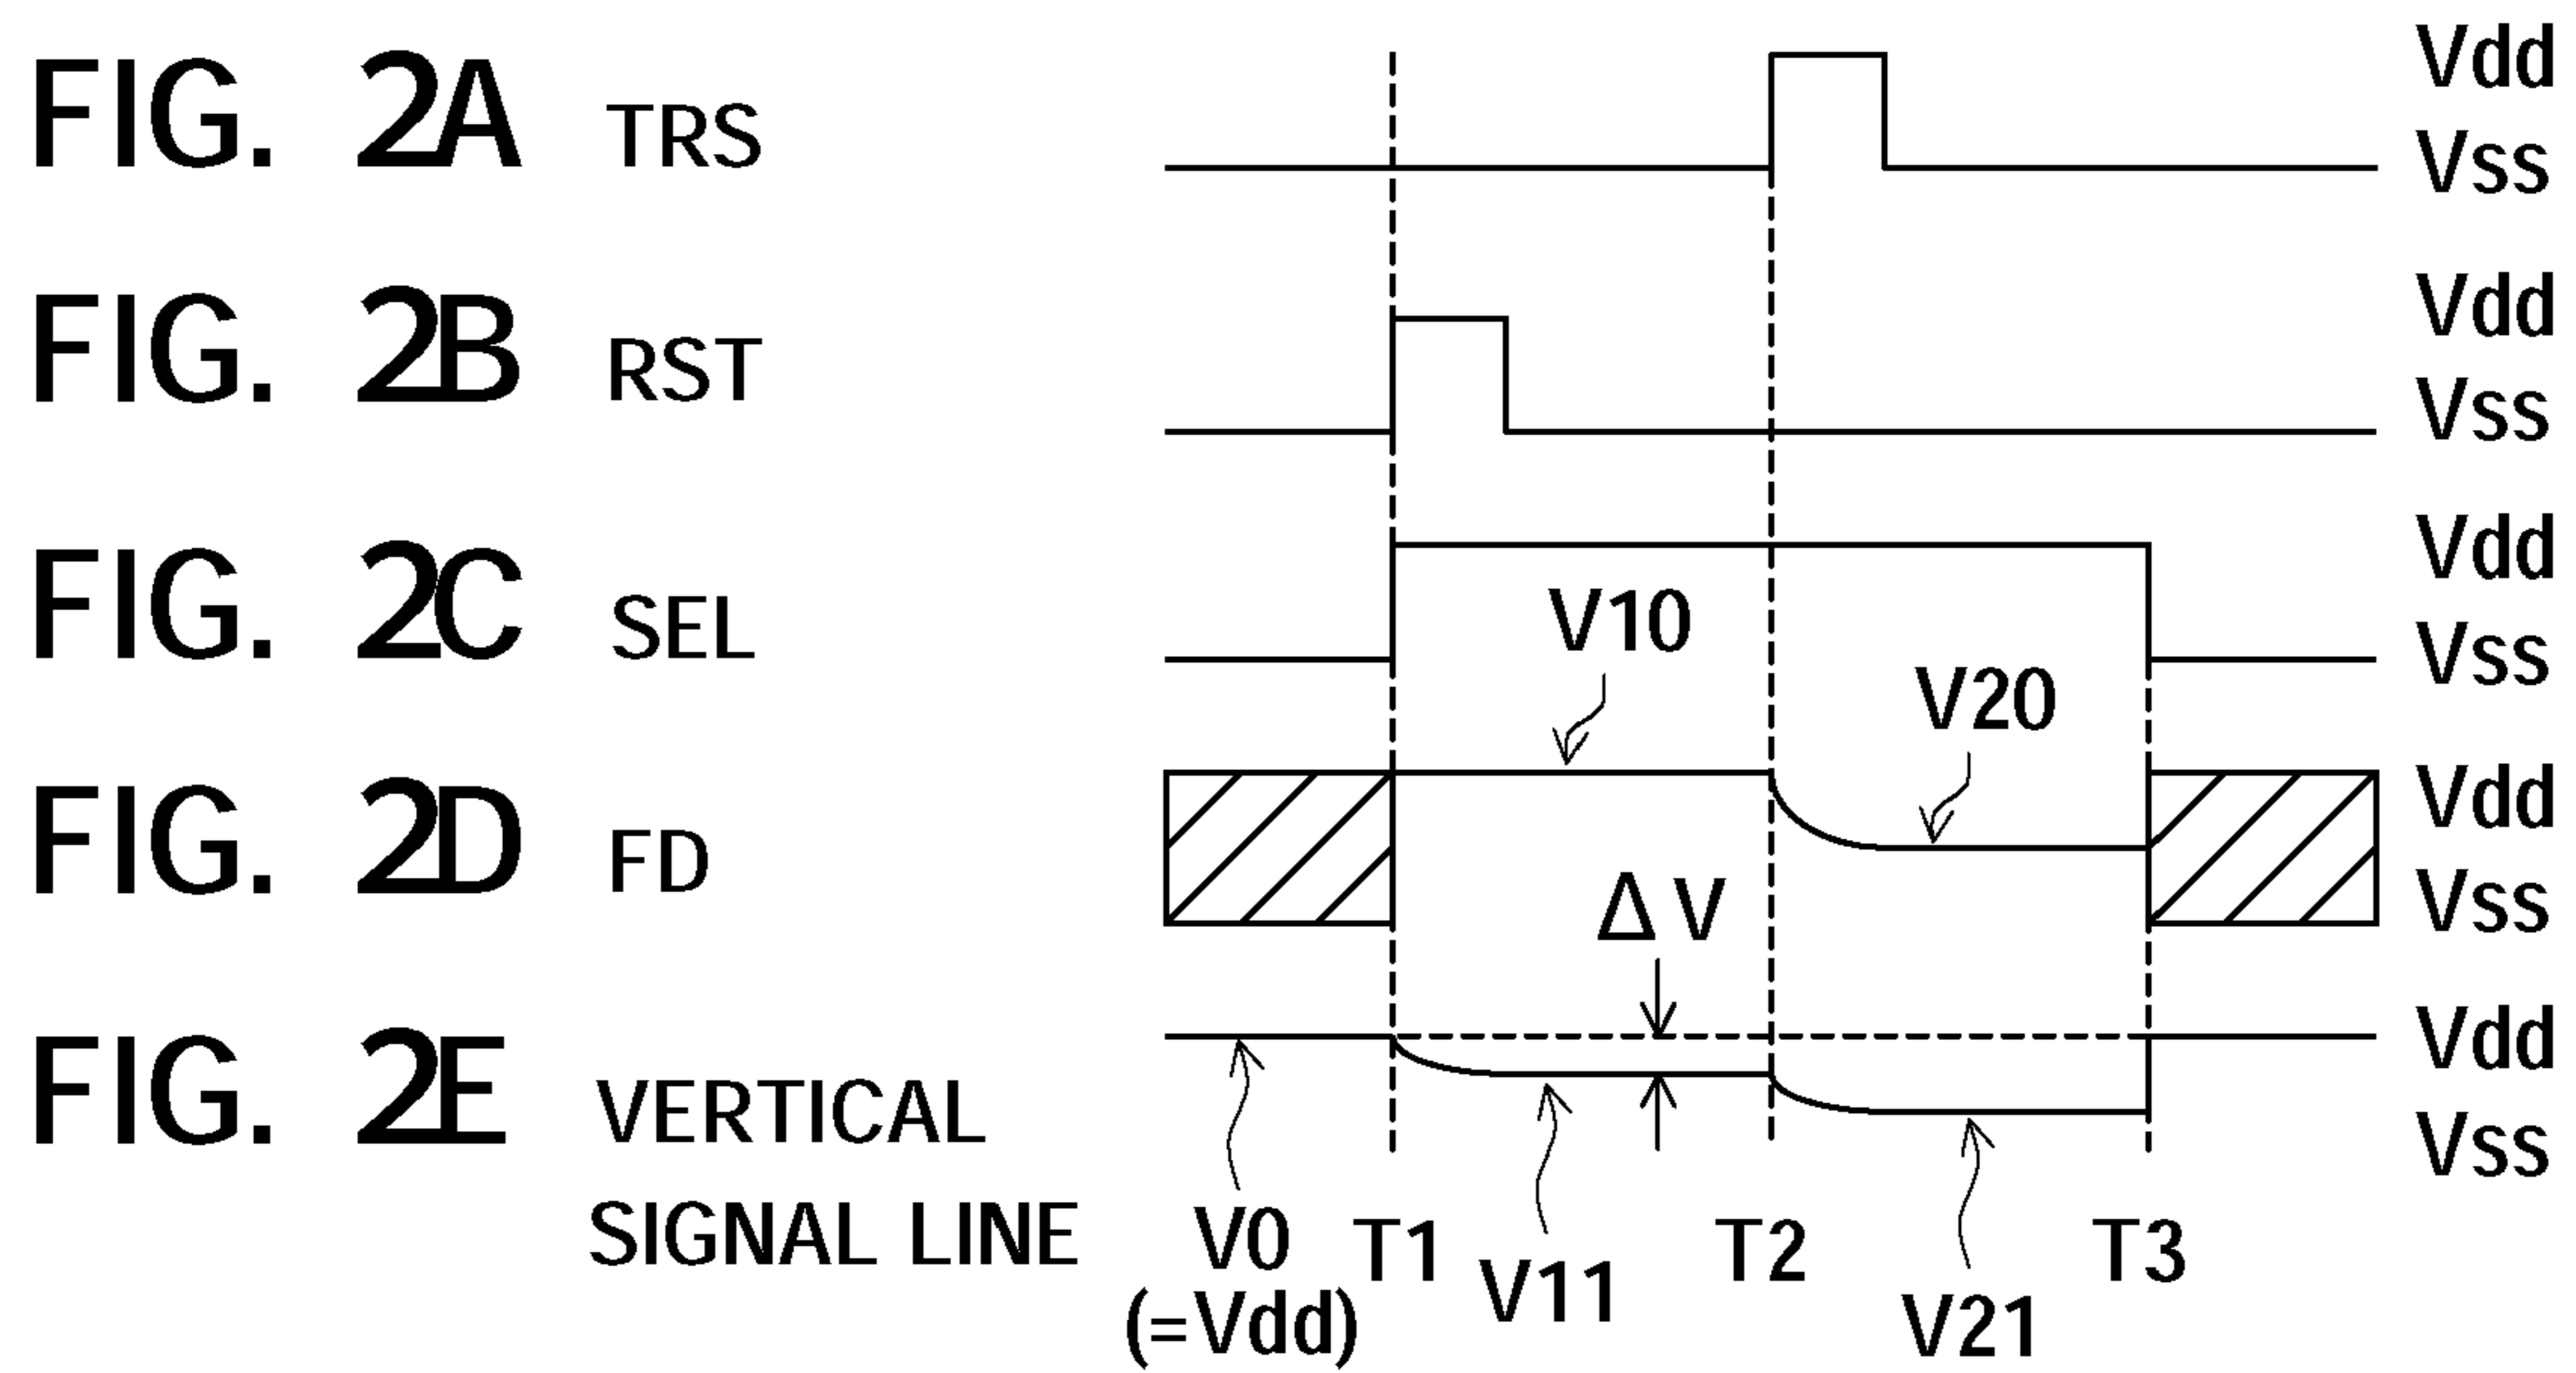 FIG. 2A TRS Vdd
Vss
FIG. 2B RST Vdd
Vss
FIG. 2C SEL Vdd
Vss
V10
V20
FIG. 2D FD Vdd
Vss
ΔV
FIG. 2E VERTICAL SIGNAL LINE Vdd
Vss
V0 (=Vdd)
T1
V11
T2
V21
T3